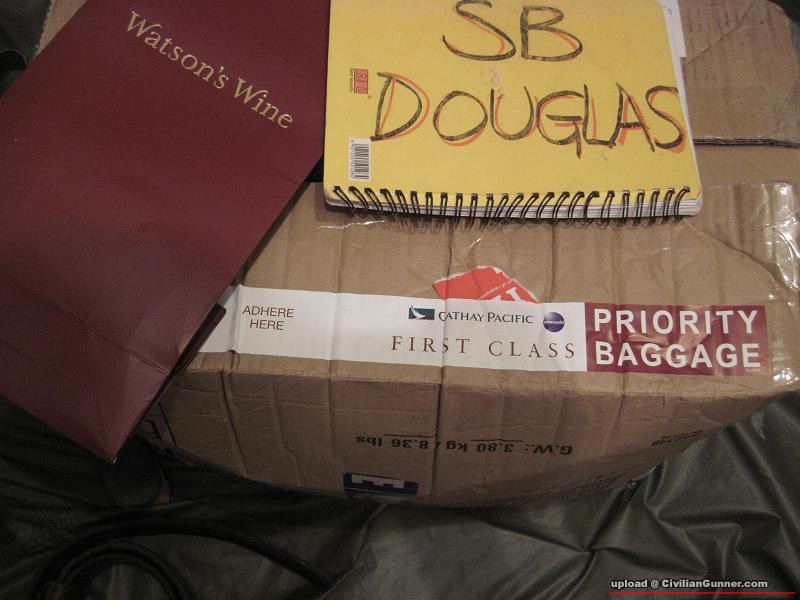 Watson's Wine
SB
DOUGLAS
ADHERE
HERE
CATHAY PACIFIC
oneworld
FIRST CLASS
PRIORITY
BAGGAGE
G.W.: 3.80 kg / 8.36 lbs
upload @ CivilianGunner.com